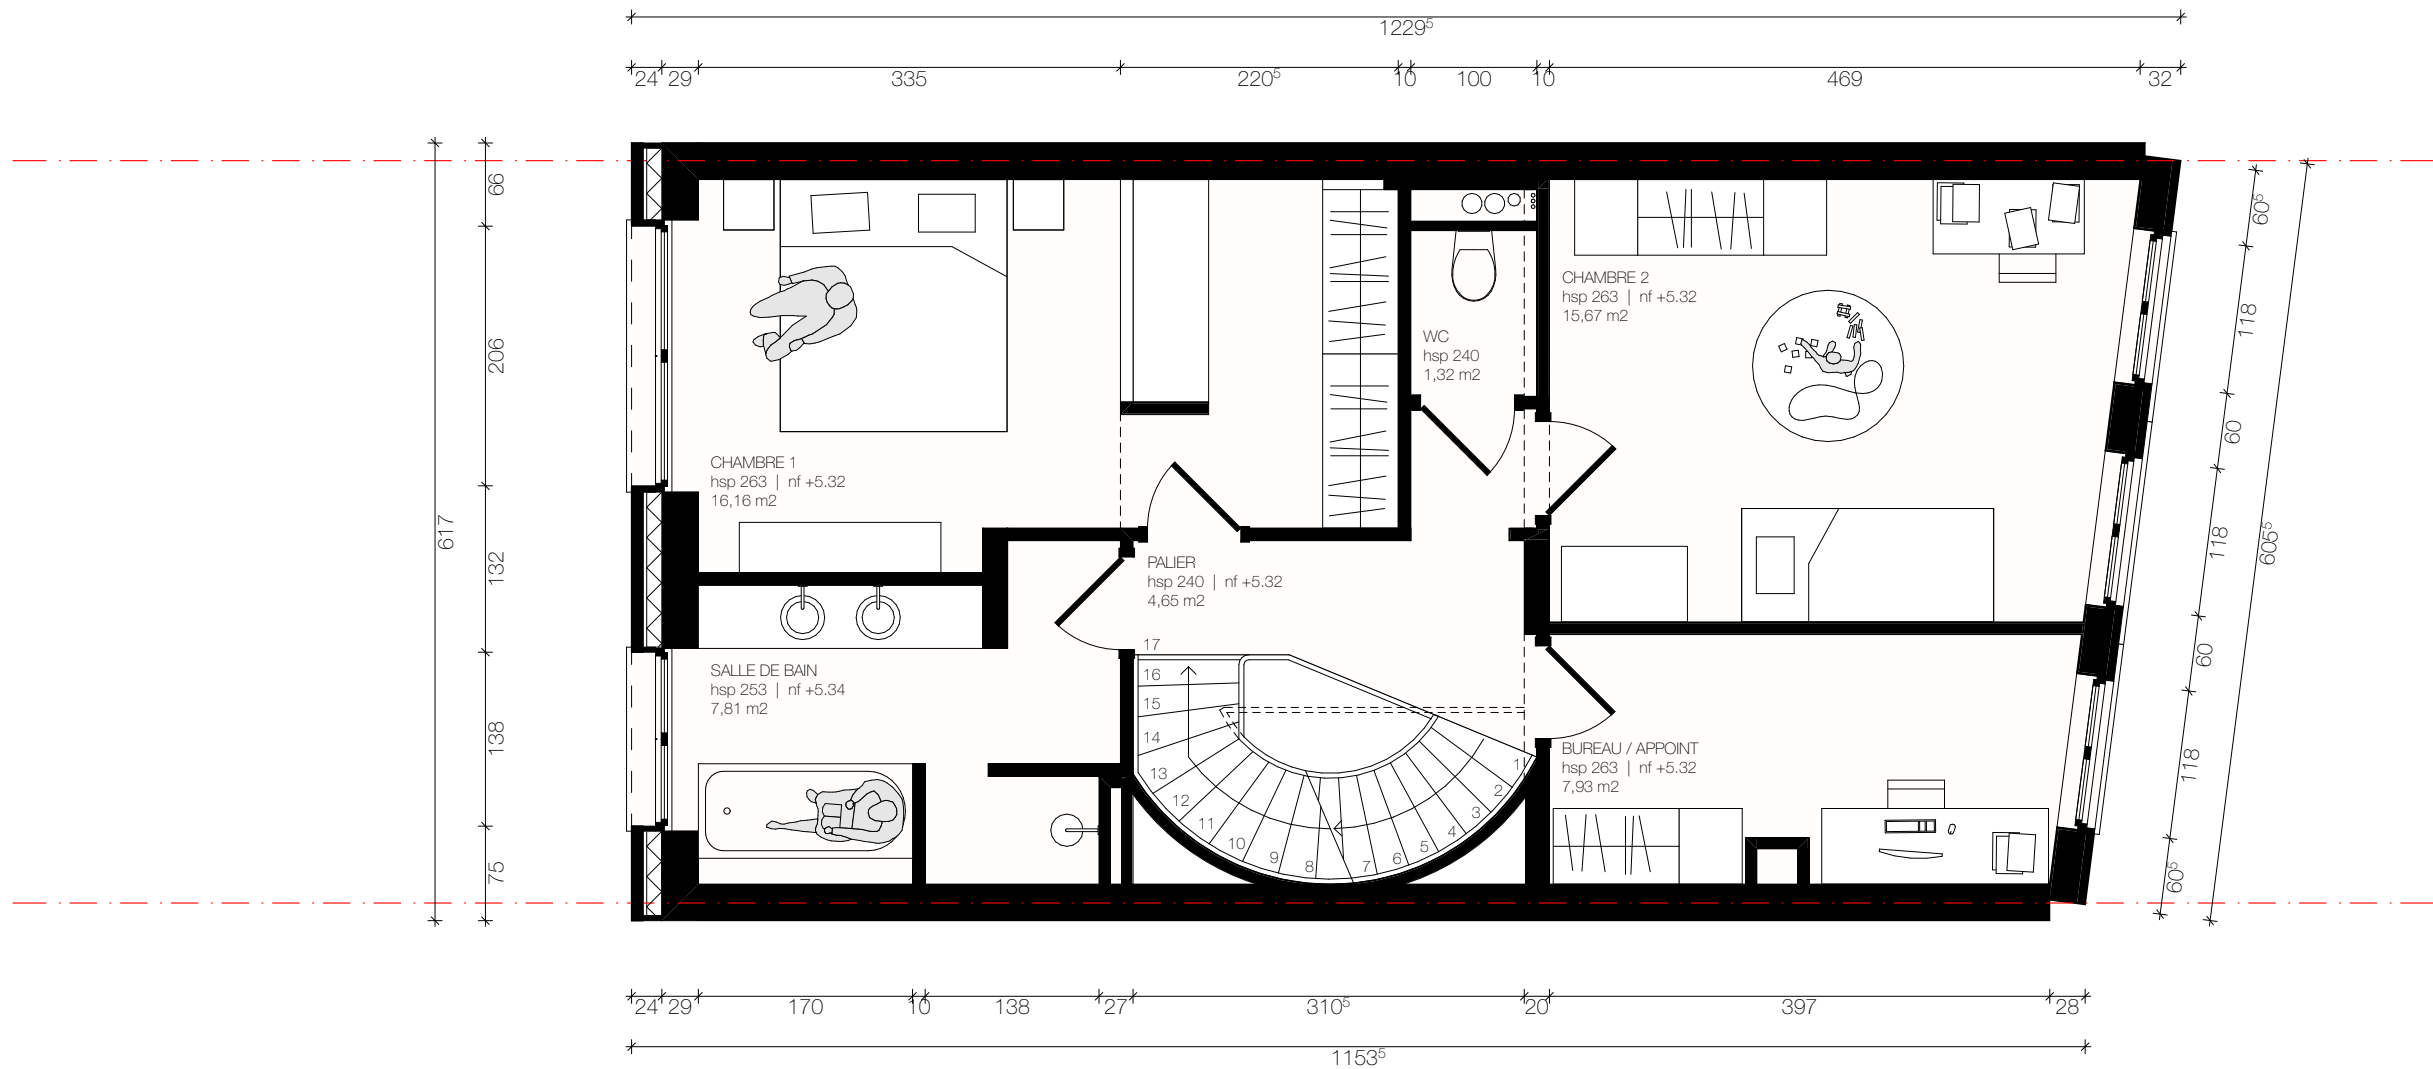 1229⁵
24 29 335 220⁵ 10 100 10 469 32
617
66
206
132
138
75
CHAMBRE 1
hsp 263 | nf +5.32
16,16 m2
WC
hsp 240
1,32 m2
CHAMBRE 2
hsp 263 | nf +5.32
15,67 m2
PALIER
hsp 240 | nf +5.32
4,65 m2
SALLE DE BAIN
hsp 253 | nf +5.34
7,81 m2
BUREAU / APPOINT
hsp 263 | nf +5.32
7,93 m2
17
16
15
14
13
12
11
10
9
8
7
6
5
4
3
2
1
60⁵
118
60
118
60
118
60⁵
605⁵
24 29 170 10 138 27 310⁵ 20 397 28
1153⁵